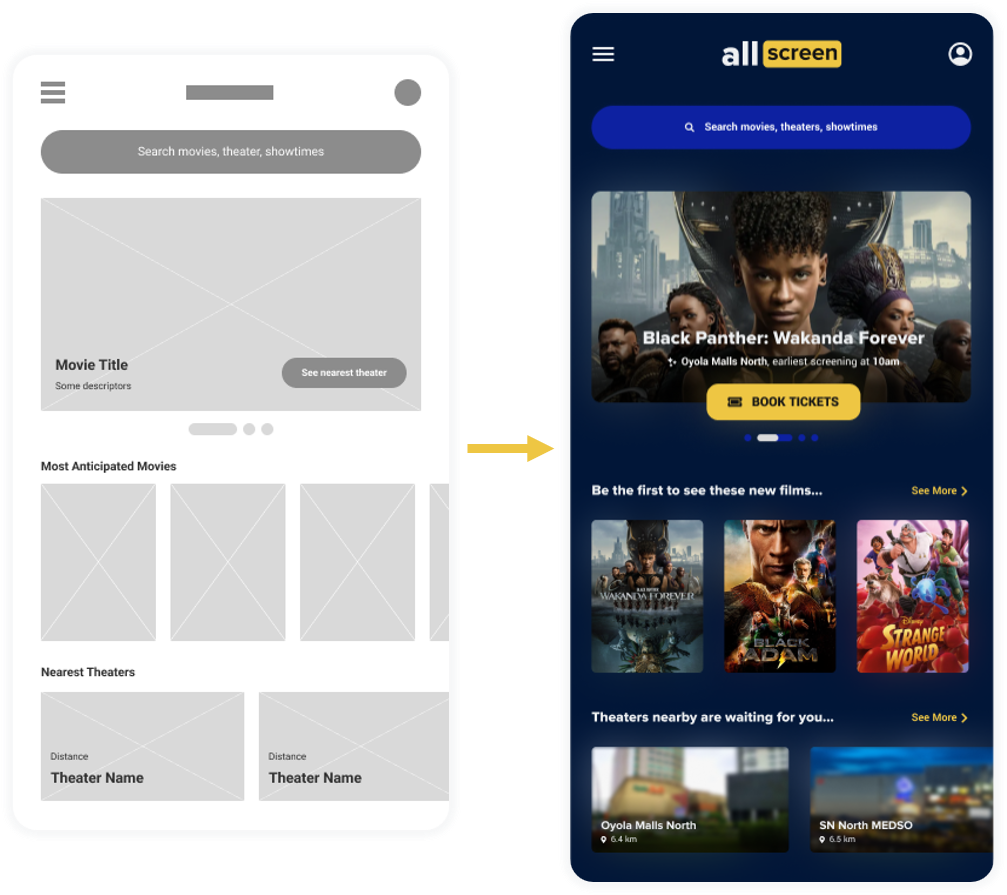 Search movies, theater, showtimes
Movie Title
Some descriptors
See nearest theater
Most Anticipated Movies
Nearest Theaters
Distance
Theater Name
Distance
Theater Name
all screen
Search movies, theaters, showtimes
Black Panther: Wakanda Forever
Oyola Malls North, earliest screening at 10am
BOOK TICKETS
Be the first to see these new films...
See More
WAKANDA FOREVER
BLACK
ADAM
Disney
STRANGE
WORLD
Theaters nearby are waiting for you...
See More
Oyola Malls North
6.4 km
SN North MEDSO
6.5 km